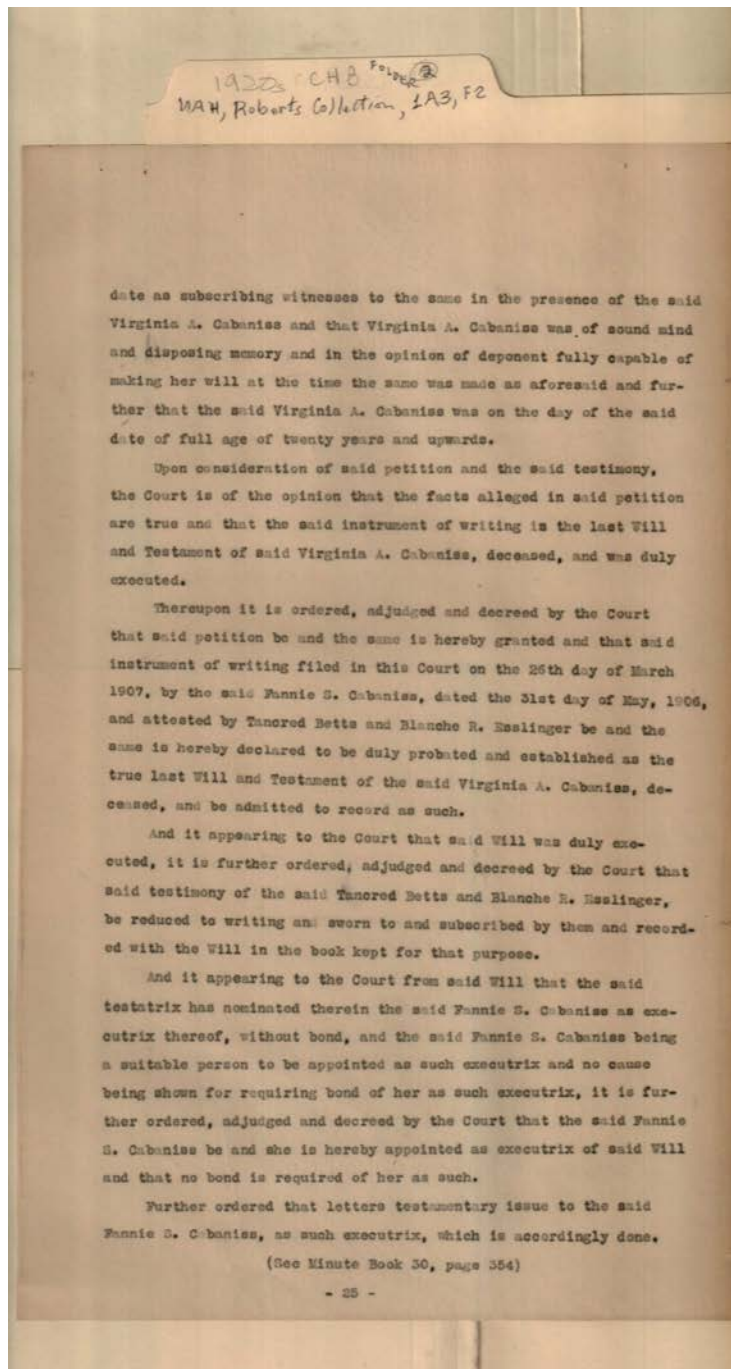 1920s CHB FOLDER 2
UAH, Roberts Collection, 1A3, F2
date as subscribing witnesses to the same in the presence of the said
Virginia A. Cabaniss and that Virginia A. Cabaniss was of sound mind
and disposing memory and in the opinion of deponent fully capable of
making her will at the time the same was made as aforesaid and fur-
ther that the said Virginia A. Cabaniss was on the day of the said
date of full age of twenty years and upwards.
Upon consideration of said petition and the said testimony,
the Court is of the opinion that the facts alleged in said petition
are true and that the said instrument of writing is the last Will
and Testament of said Virginia A. Cabaniss, deceased, and was duly
executed.
Thereupon it is ordered, adjudged and decreed by the Court
that said petition be and the same is hereby granted and that said
instrument of writing filed in this Court on the 26th day of March
1907, by the said Fannie S. Cabaniss, dated the 31st day of May, 1906,
and attested by Tancred Betts and Blanche R. Esslinger be and the
same is hereby declared to be duly probated and established as the
true last Will and Testament of the said Virginia A. Cabaniss, de-
ceased, and be admitted to record as such.
And it appearing to the Court that said Will was duly exe-
cuted, it is further ordered, adjudged and decreed by the Court that
said testimony of the said Tancred Betts and Blanche R. Esslinger,
be reduced to writing and sworn to and subscribed by them and record-
ed with the Will in the book kept for that purpose.
And it appearing to the Court from said Will that the said
testatrix has nominated therein the said Fannie S. Cabaniss as exe-
cutrix thereof, without bond, and the said Fannie S. Cabaniss being
a suitable person to be appointed as such executrix and no cause
being shown for requiring bond of her as such executrix, it is fur-
ther ordered, adjudged and decreed by the Court that the said Fannie
S. Cabaniss be and she is hereby appointed as executrix of said Will
and that no bond is required of her as such.
Further ordered that letters testamentary issue to the said
Fannie S. Cabaniss, as such executrix, which is accordingly done.
(See Minute Book 30, page 354)
- 25 -